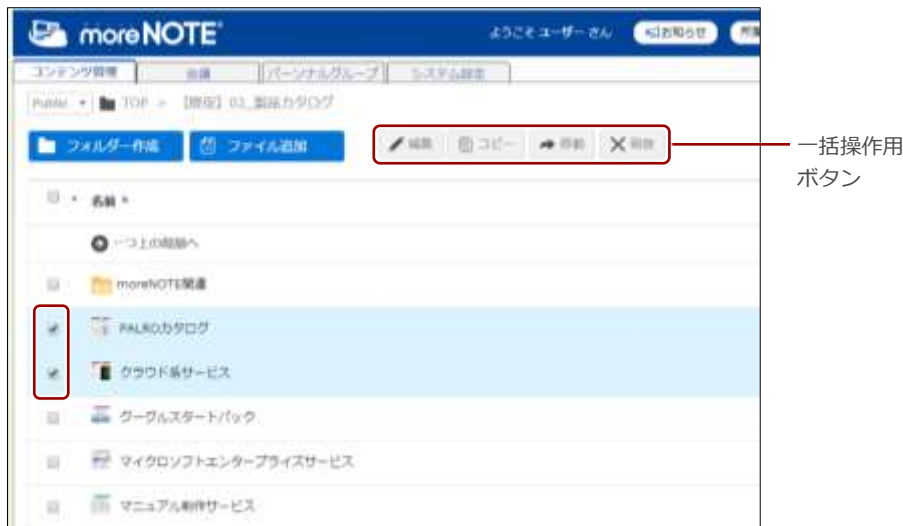 moreNOTE
ようこそ ユーザー さん
お知らせ
コンテンツ管理
会議
パーソナルグループ
システム設定
Public
TOP >
03_製品カタログ
フォルダー作成
ファイル追加
編集
コピー
移動
削除
一括操作用
ボタン
名前
一つ上の階層へ
moreNOTE関連
PALROカタログ
クラウド系サービス
グーグルスタートパック
マイクロソフトエンタープライズサービス
マニュアル制作サービス